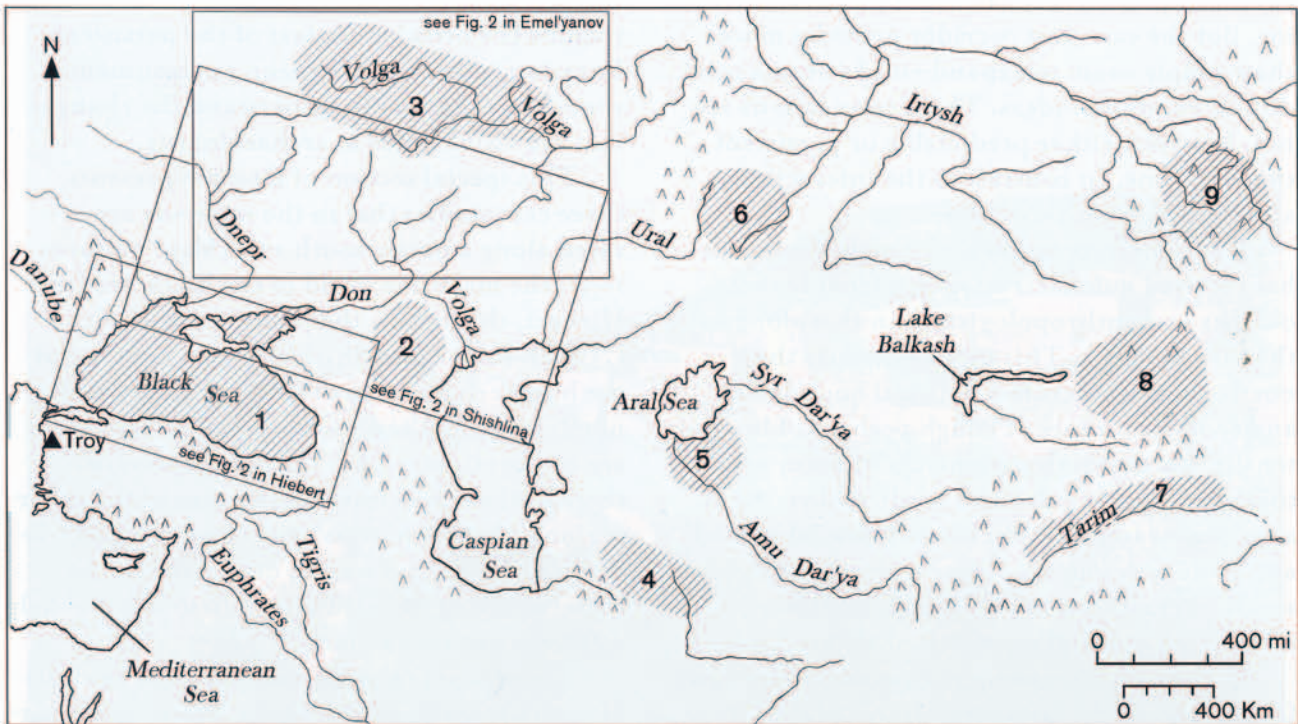 see Fig. 2 in Emel'yanov
N
Volga
3
Volga
Irtysh
9
6
Dnepr
Ural
Danube
Don
Volga
2
Lake
Balkash
8
Black Sea
1
see Fig. 2 in Shishlina
Aral Sea
Syr
Dar'ya
Troy
see Fig. 2 in Hiebert
5
7
Tarim
Amu
Dar'ya
Caspian
Sea
4
Tigris
Euphrates
Mediterranean
Sea
0 400 mi
0 400 Km